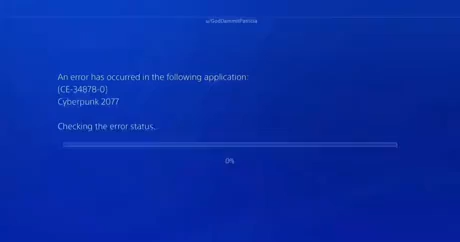 An error has occurred in the following application:
(CE-34878-0)
Cyberpunk 2077
Checking the error status.
0%